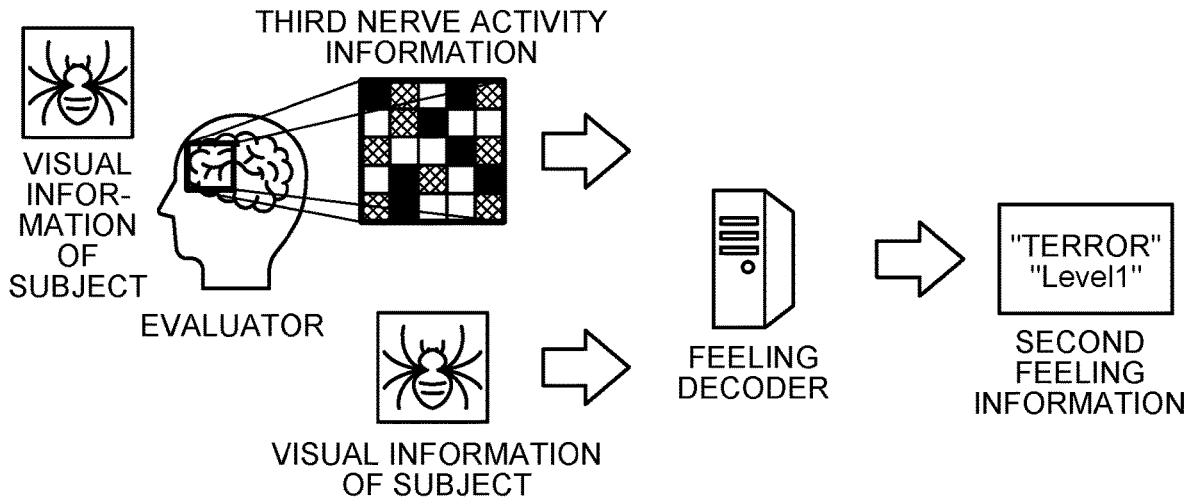 THIRD NERVE ACTIVITY
INFORMATION
VISUAL
INFOR-
MATION
OF
SUBJECT
EVALUATOR
VISUAL INFORMATION
OF SUBJECT
FEELING
DECODER
"TERROR"
"Level1"
SECOND
FEELING
INFORMATION